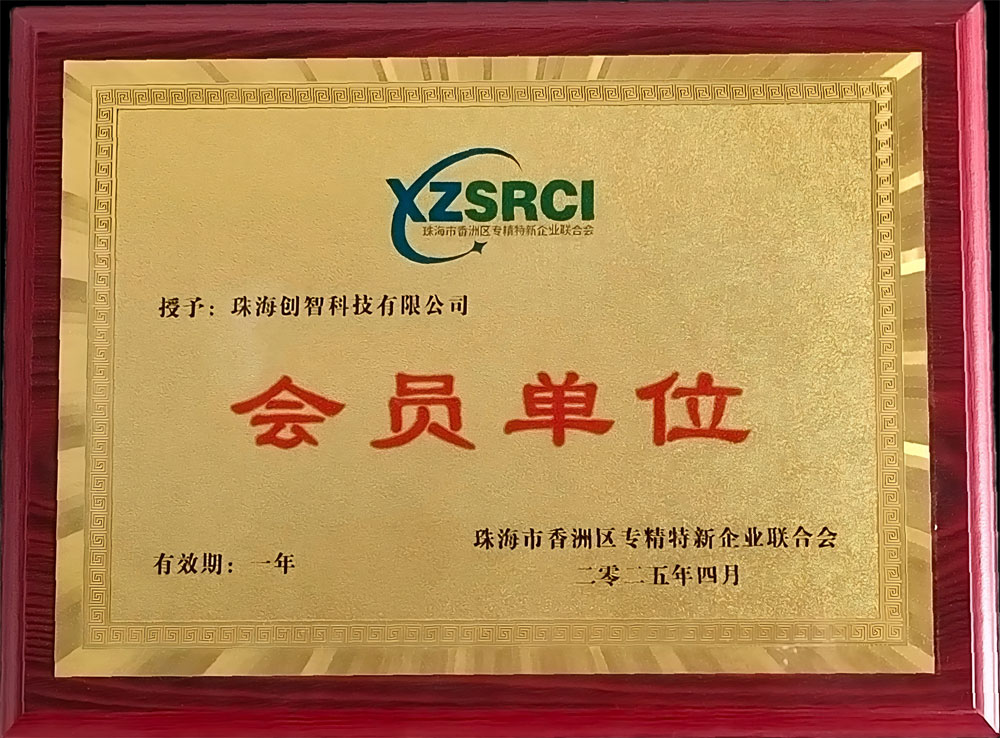 XZSRCI
珠海市香洲区专精特新企业联合会
授予：珠海创智科技有限公司
会员单位
珠海市香洲区专精特新企业联合会
有效期：一年
二零二五年四月